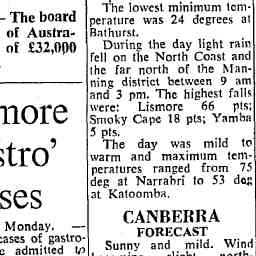 - The board
of Austra-
of £32,000
more
stro'
ses
Monday, —
cases of gastro-
admitted to
The lowest minimum tem-
perature was 24 degrees at
Bathurst.
During the day light rain
fell on the North Coast and
the far north of the Man-
ning district between 9 am
and 3 pm. The highest falls
were: Lismore 66 pts;
Smoky Cape 18 pts; Yamba
5 pts.
The day was mild to
warm and maximum tem-
peratures ranged from 75
deg at Narrabri to 53 deg
at Katoomba.
CANBERRA
FORECAST
Sunny and mild. Wind